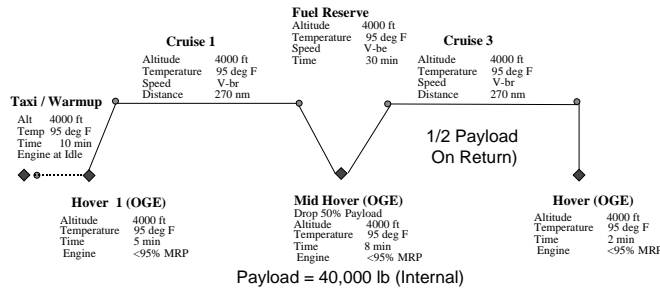 Fuel Reserve
Altitude 4000 ft
Temperature 95 deg F
Speed V-be
Time 30 min
Cruise 1
Altitude 4000 ft
Temperature 95 deg F
Speed V-br
Distance 270 nm
Cruise 3
Altitude 4000 ft
Temperature 95 deg F
Speed V-br
Distance 270 nm
Taxi / Warmup
Alt 4000 ft
Temp 95 deg F
Time 10 min
Engine at Idle
1/2 Payload
On Return)
Hover 1 (OGE)
Altitude 4000 ft
Temperature 95 deg F
Time 5 min
Engine <95% MRP
Mid Hover (OGE)
Drop 50% Payload
Altitude 4000 ft
Temperature 95 deg F
Time 8 min
Engine <95% MRP
Hover (OGE)
Altitude 4000 ft
Temperature 95 deg F
Time 2 min
Engine <95% MRP
Payload = 40,000 lb (Internal)